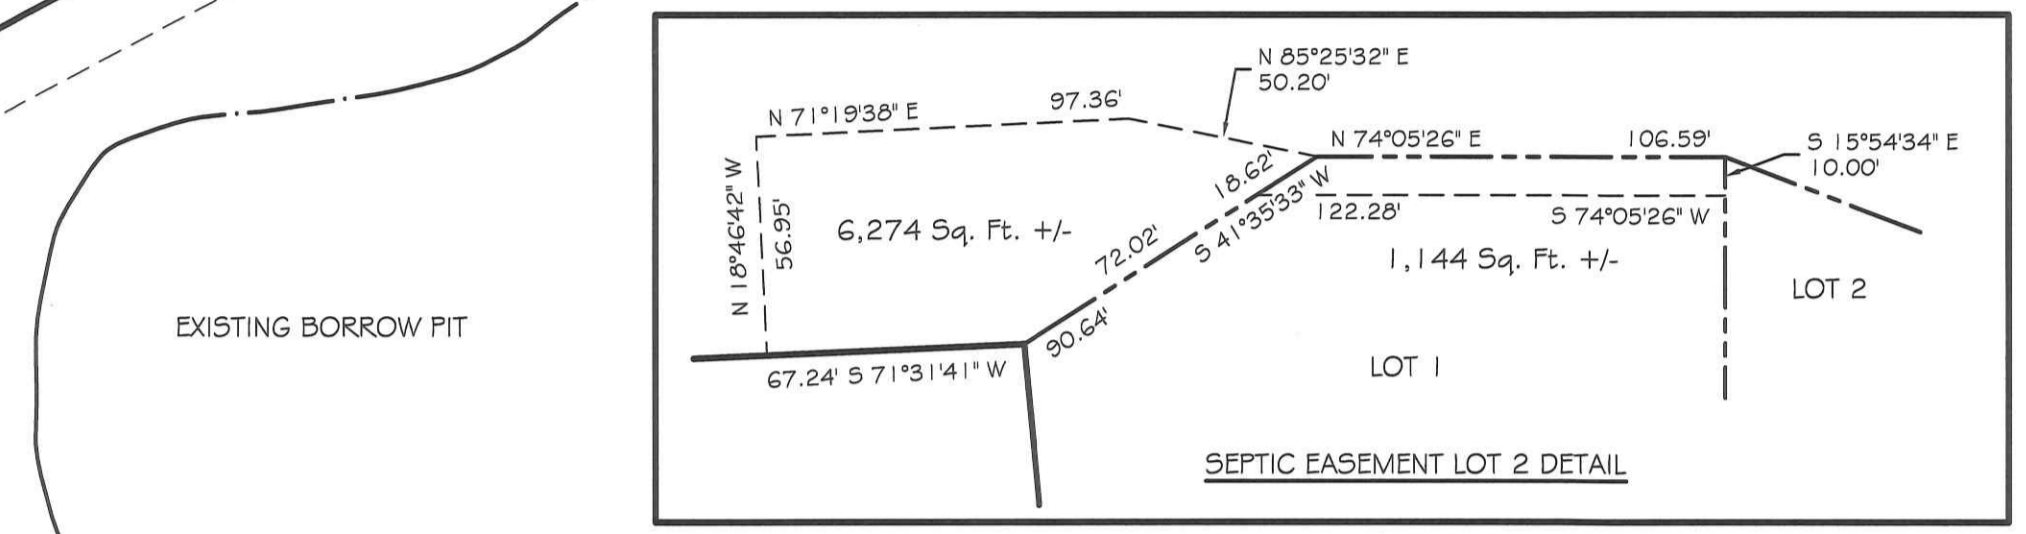 EXISTING BORROW PIT
N 85°25'32" E
50.20'
N 71°19'38" E
97.36'
N 18°46'42" W
56.95'
6,274 Sq. Ft. +/-
18.62'
S 41°35'33" W
72.02'
90.64'
67.24' S 71°31'41" W
N 74°05'26" E
106.59'
S 15°54'34" E
10.00'
122.28'
S 74°05'26" W
1,144 Sq. Ft. +/-
LOT 2
LOT 1
SEPTIC EASEMENT LOT 2 DETAIL